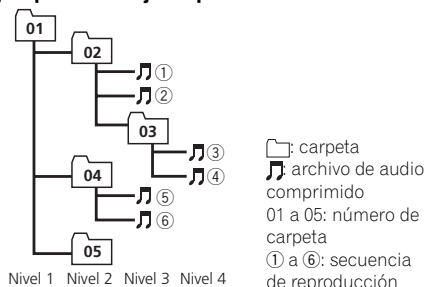 01
02
①
②
03
③
④
04
⑤
⑥
05
Nivel 1 Nivel 2 Nivel 3 Nivel 4
: carpeta
: archivo de audio
comprimido
01 a 05: número de
carpeta
① a ⑥: secuencia
de reproducción